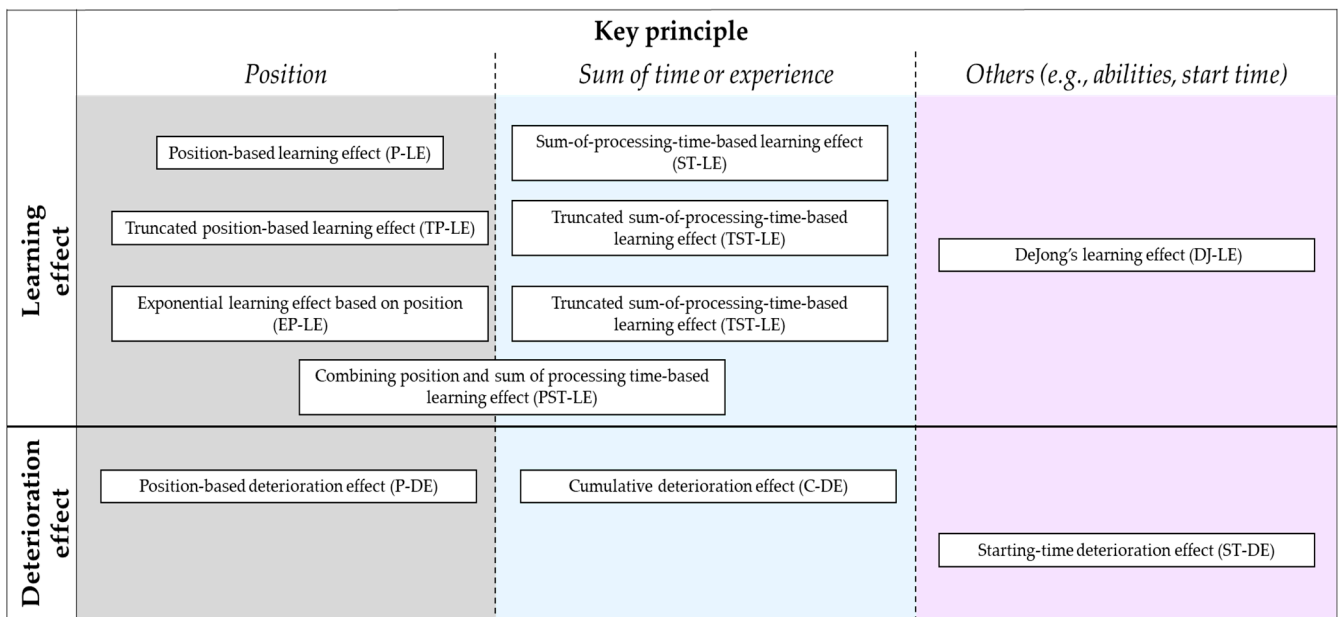 Key principle
Position
Sum of time or experience
Others (e.g., abilities, start time)
Learning
effect
Position-based learning effect (P-LE)
Sum-of-processing-time-based learning effect
(ST-LE)
Truncated position-based learning effect (TP-LE)
Truncated sum-of-processing-time-based
learning effect (TST-LE)
DeJong's learning effect (DJ-LE)
Exponential learning effect based on position
(EP-LE)
Truncated sum-of-processing-time-based
learning effect (TST-LE)
Combining position and sum of processing time-based
learning effect (PST-LE)
Deterioration
effect
Position-based deterioration effect (P-DE)
Cumulative deterioration effect (C-DE)
Starting-time deterioration effect (ST-DE)